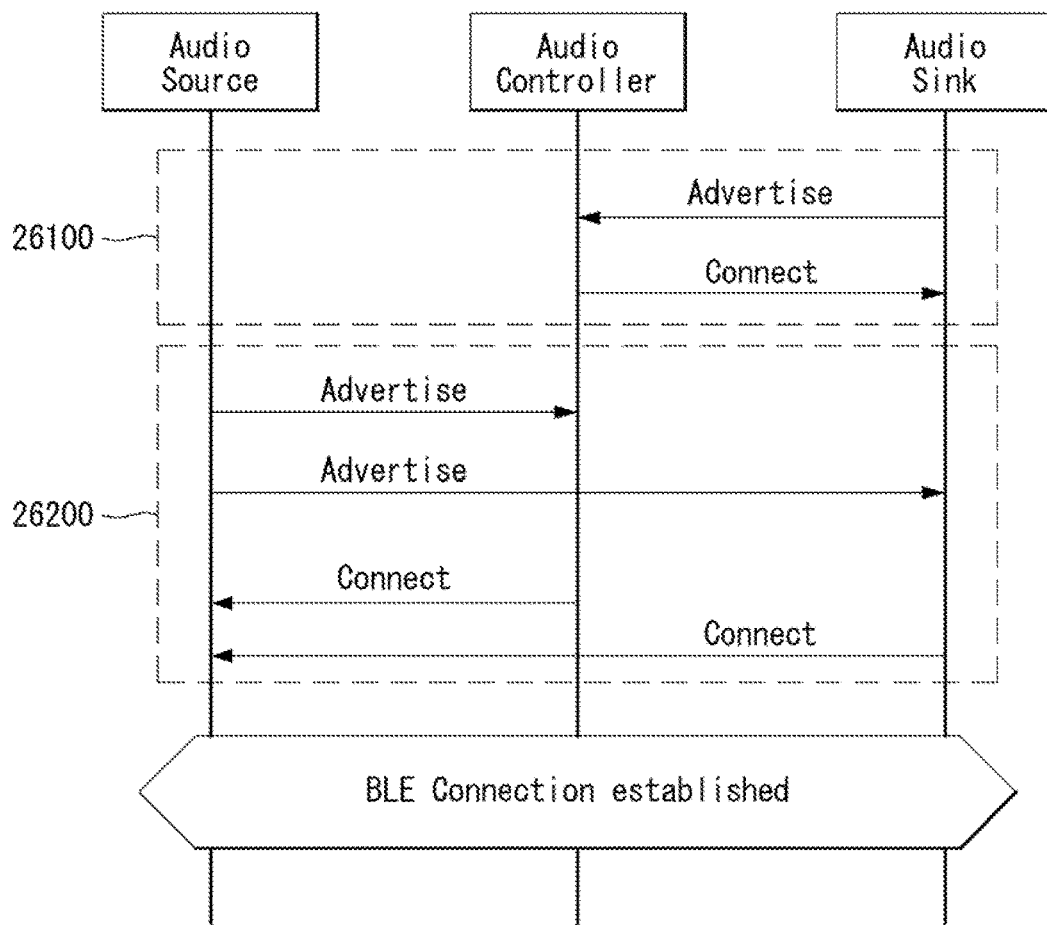 Audio
Source
Audio
Controller
Audio
Sink
26100
Advertise
Connect
26200
Advertise
Advertise
Connect
Connect
BLE Connection established